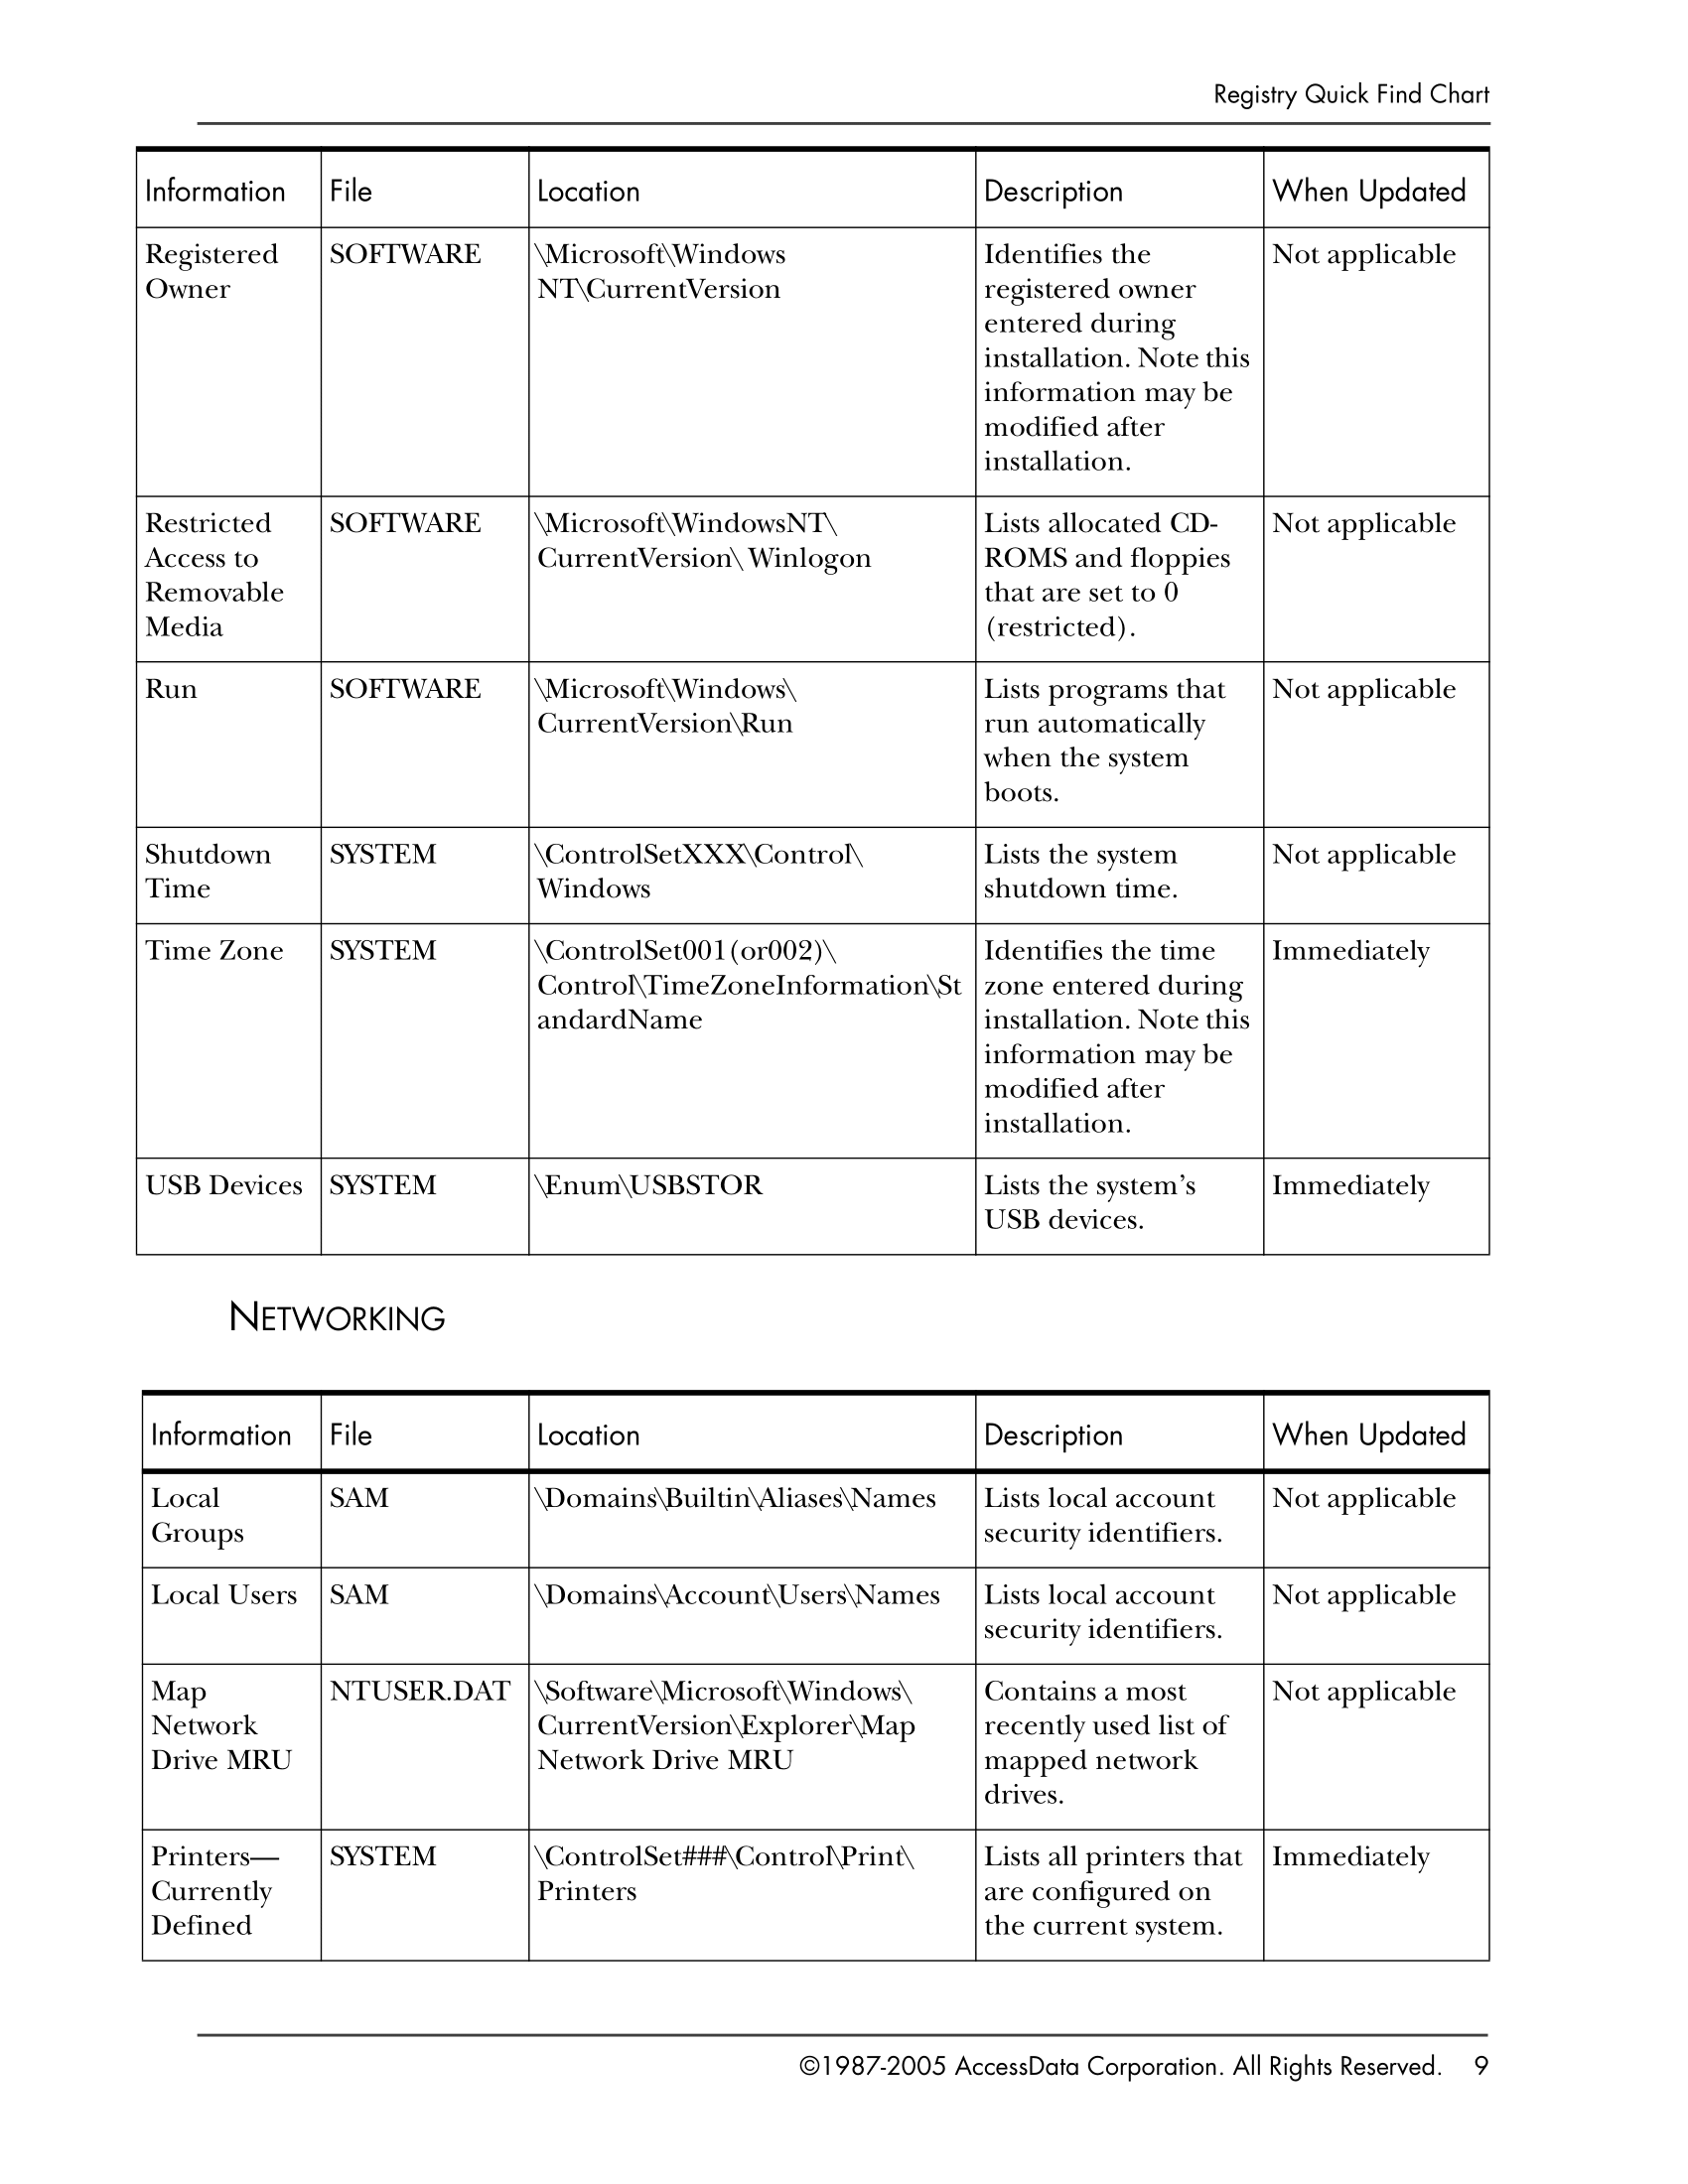 Registry Quick Find Chart
Information File Location Description When Updated
Registered SOFTWARE \Microsoft\Windows Identifies the Not applicable
Owner NT\CurrentVersion registered owner
entered during
installation. Note this
information may be
modified after
installation.
Restricted SOFTWARE \Microsoft\WindowsNT\ Lists allocated CD- Not applicable
Access to CurrentVersion\ Winlogon ROMS and floppies
Removable that are set to 0
Media (restricted).
Run SOFTWARE \Microsoft\Windows\ Lists programs that Not applicable
CurrentVersion\Run run automatically
when the system
boots.
Shutdown SYSTEM \ControlSetXXX\Control\ Lists the system Not applicable
Time Windows shutdown time.
Time Zone SYSTEM \ControlSet001(or002)\ Identifies the time Immediately
Control\TimeZoneInformation\St zone entered during
andardName installation. Note this
information may be
modified after
installation.
USB Devices SYSTEM \Enum\USBSTOR Lists the system’s Immediately
USB devices.
NETWORKING
Information File Location Description When Updated
Local SAM \Domains\Builtin\Aliases\Names Lists local account Not applicable
Groups security identifiers.
Local Users SAM \Domains\Account\Users\Names Lists local account Not applicable
security identifiers.
Map NTUSER.DAT \Software\Microsoft\Windows\ Contains a most Not applicable
Network CurrentVersion\Explorer\Map recently used list of
Drive MRU Network Drive MRU mapped network
drives.
Printers— SYSTEM \ControlSet###\Control\Print\ Lists all printers that Immediately
Currently Printers are configured on
Defined the current system.
©1987-2005 AccessData Corporation. All Rights Reserved. 9